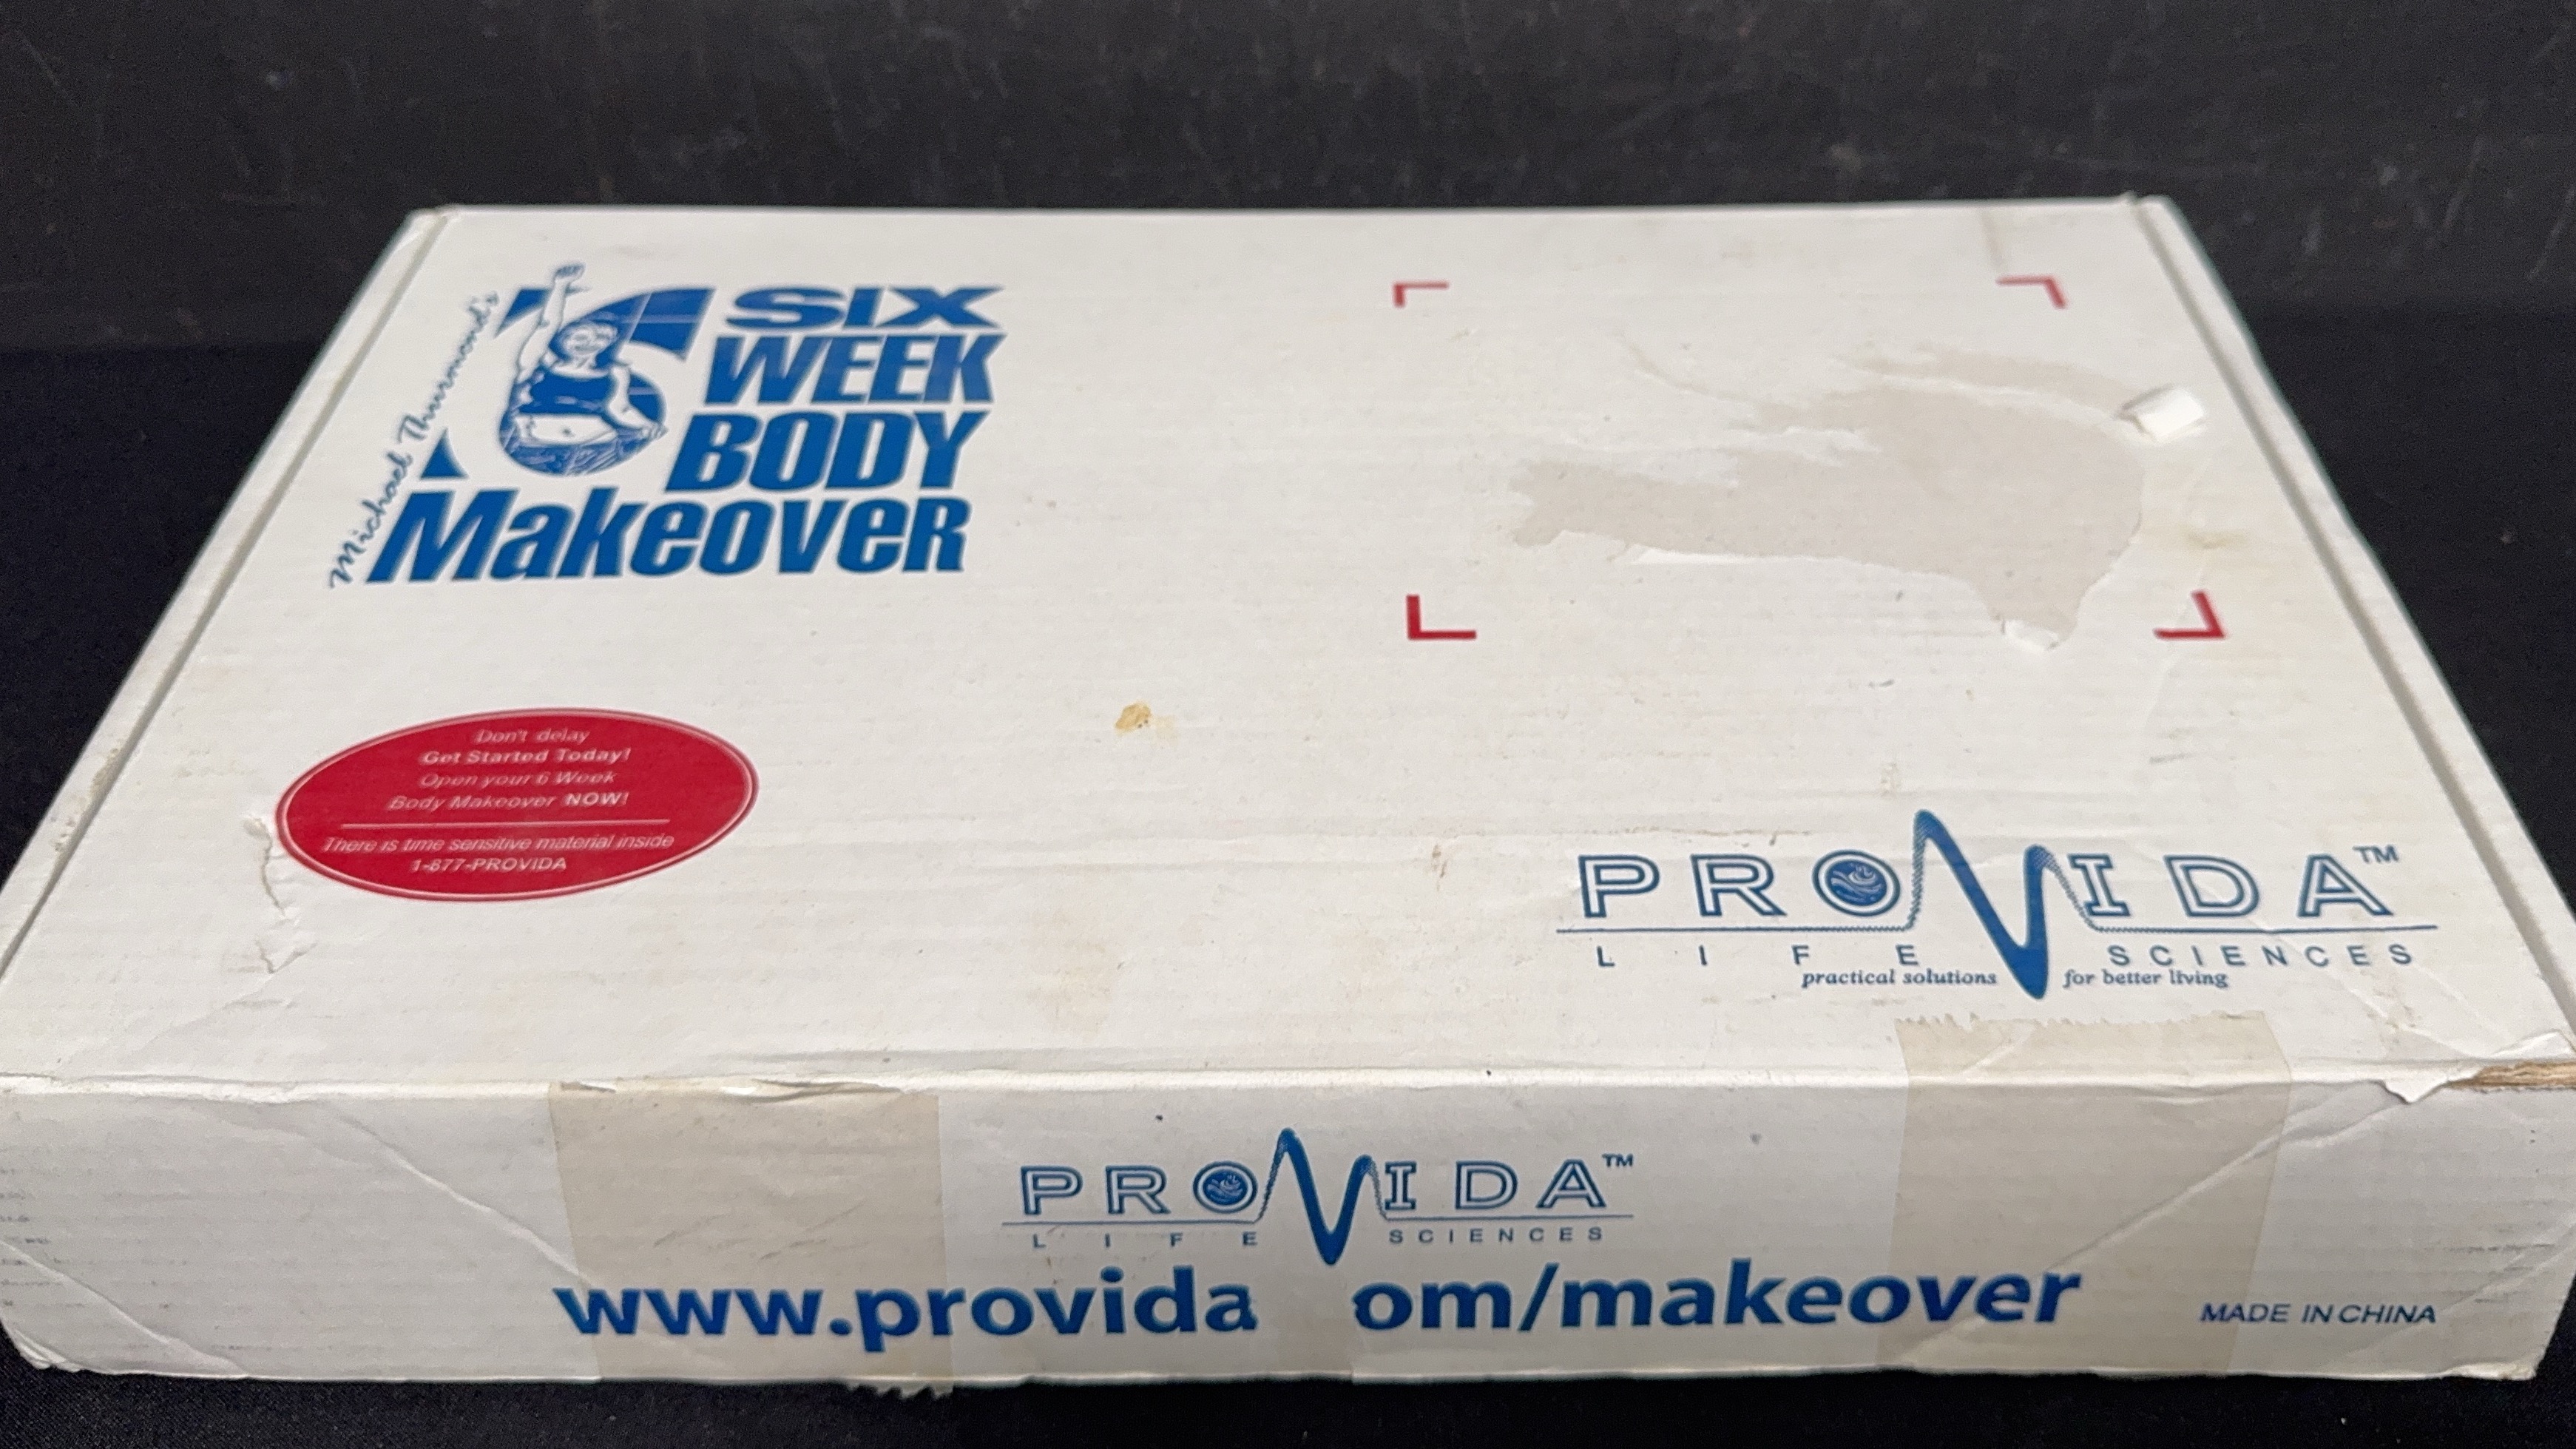 Michael Thurmond's
SIX
WEEK
BODY
Makeover
Don't delay
Get Started Today!
Open your 6 Week
Body Makeover NOW!
There is time sensitive material inside
1-877-PROVIDA
PROVIDA™
LIFE SCIENCES
practical solutions for better living
PROVIDA™
LIFE SCIENCES
www.provida om/makeover
MADE IN CHINA